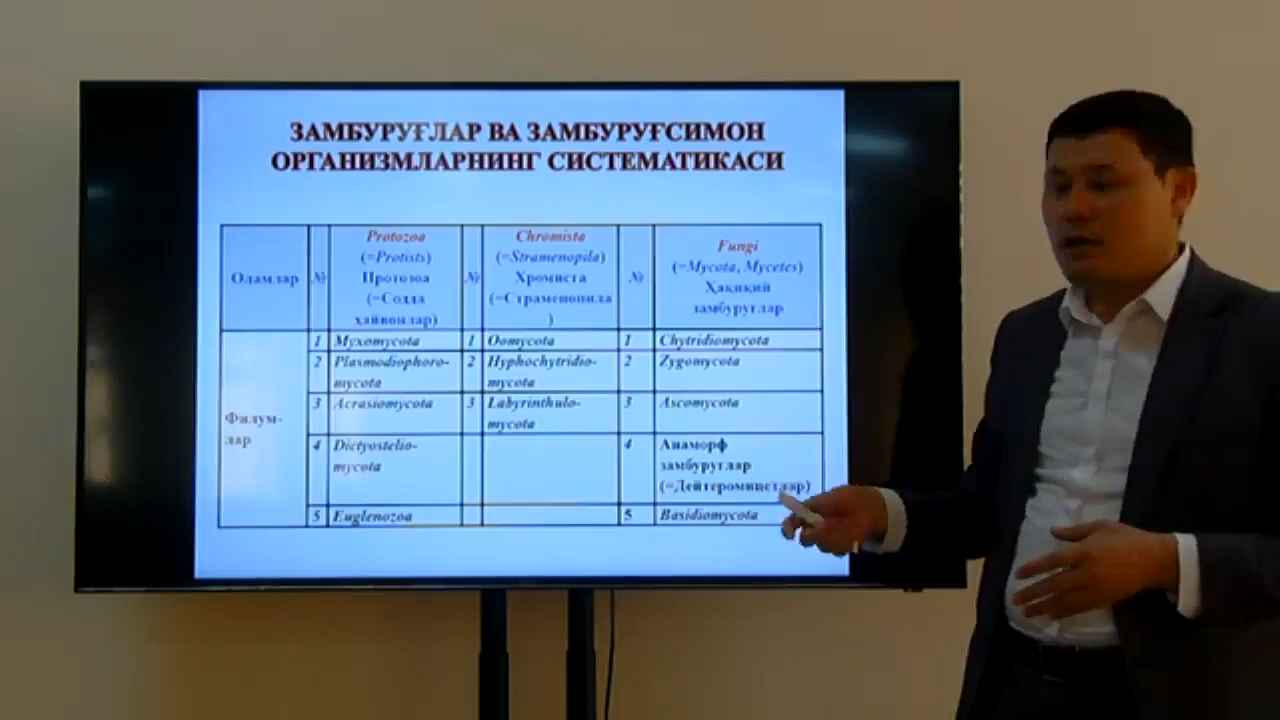 ЗАМБУРУҒЛАР ВА ЗАМБУРУҒСИМОН
ОРГАНИЗМЛАРНИНГ СИСТЕМАТИКАСИ
Оламлар
№
Protozoa
(=Protists)
Протозоа
(=Содда
ҳайвонлар)
№
Chromista
(=Stramenopila)
Хромиста
(=Страменопила
)
№
Fungi
(=Mycota, Mycetes)
Ҳақиқий
замбуруғлар
Филум-
лар
1 Myxomycota 1 Oomycota 1 Chytridiomycota
2 Plasmodiophoro-
mycota
2 Hyphochytridio-
mycota
2 Zygomycota
3 Acrasiomycota 3 Labyrinthulo-
mycota
3 Ascomycota
4 Dictyostelio-
mycota
4 Анаморф
замбуруғлар
(=Дейтеромицетлар)
5 Euglenozoa 5 Basidiomycota